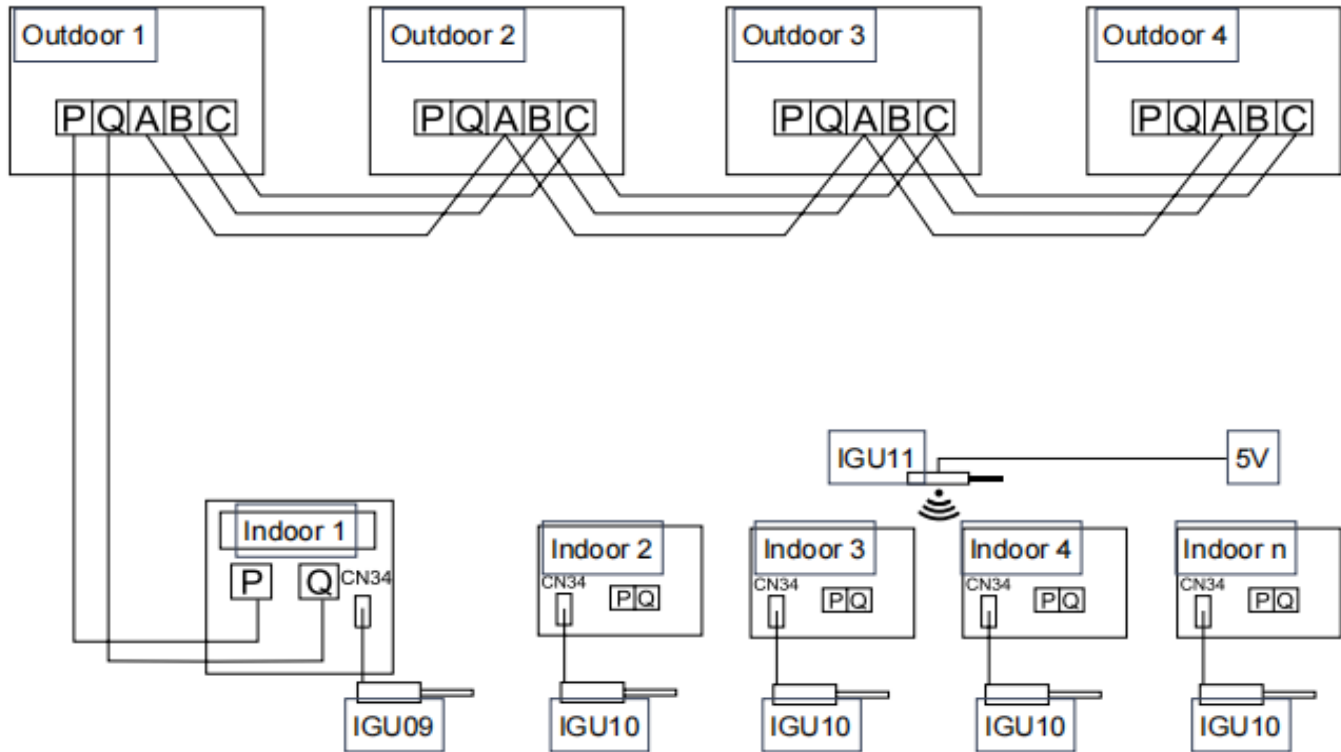 Outdoor 1
Outdoor 2
Outdoor 3
Outdoor 4
P Q A B C
P Q A B C
P Q A B C
P Q A B C
IGU11
5V
Indoor 1
Indoor 2
Indoor 3
Indoor 4
Indoor n
P Q CN34
CN34 P Q
CN34 P Q
CN34 P Q
CN34 P Q
IGU09
IGU10
IGU10
IGU10
IGU10